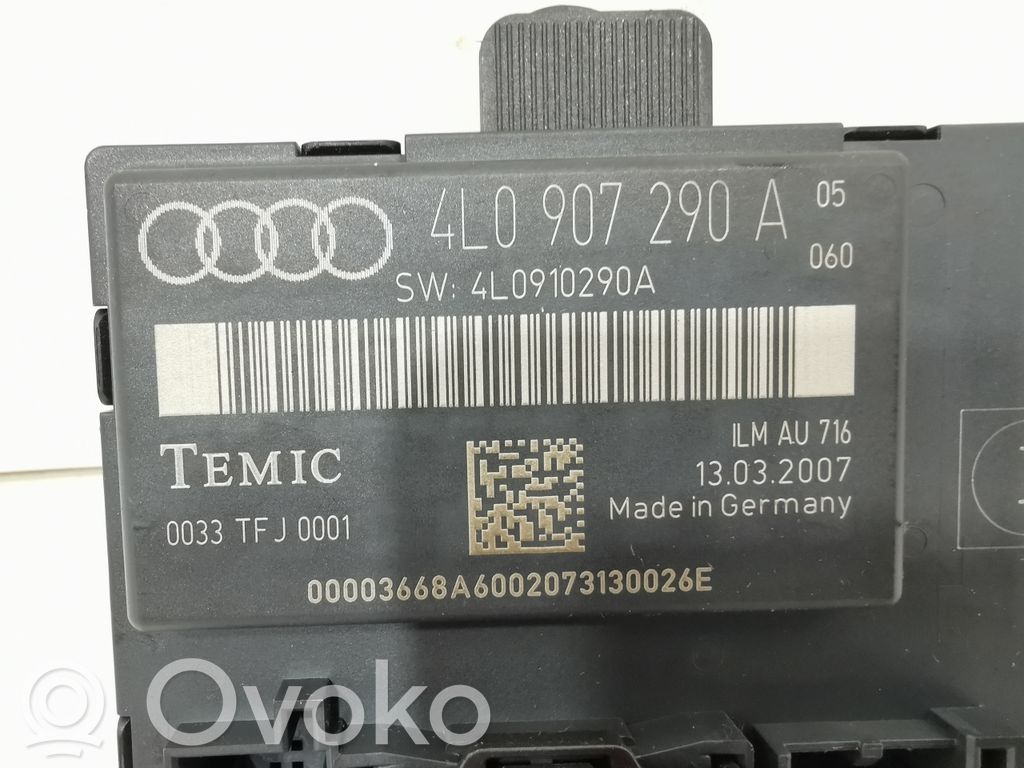 4L0 907 290 A 05
060
SW: 4L0910290A
TEMIC
ILM AU 716
13.03.2007
Made in Germany
0033 TFJ 0001
00003668A6002073130026E
Ovoko